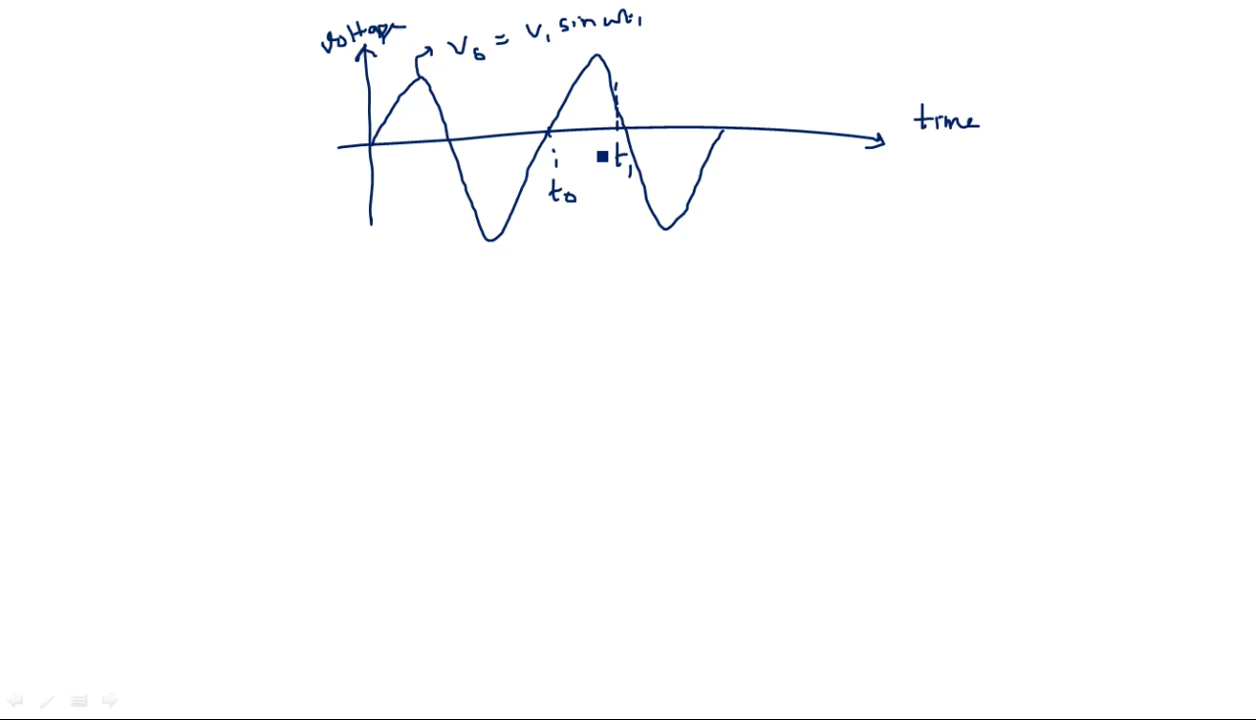 voltage
V₀ = V₁ sin ωt₁
time
t₁
t₀